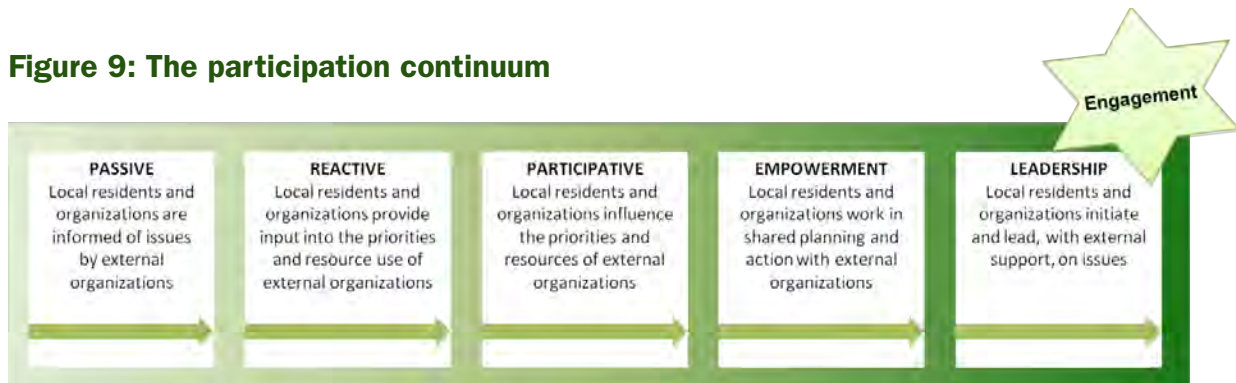 Figure 9: The participation continuum
Engagement
PASSIVE
Local residents and
organizations are
informed of issues
by external
organizations
REACTIVE
Local residents and
organizations provide
input into the priorities
and resource use of
external organizations
PARTICIPATIVE
Local residents and
organizations influence
the priorities and
resources of external
organizations
EMPOWERMENT
Local residents and
organizations work in
shared planning and
action with external
organizations
LEADERSHIP
Local residents and
organizations initiate
and lead, with external
support, on issues